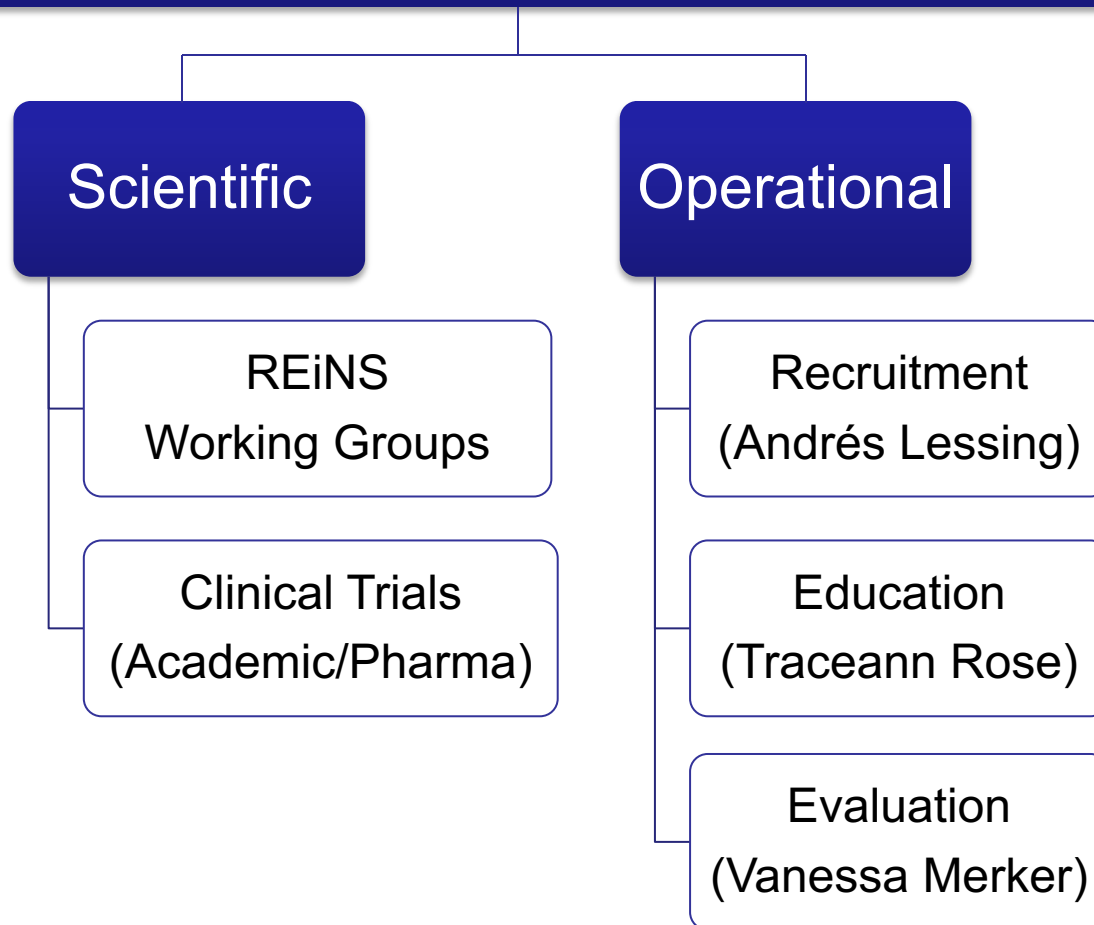 Scientific
REiNS
Working Groups
Clinical Trials
(Academic/Pharma)
Operational
Recruitment
(Andrés Lessing)
Education
(Traceann Rose)
Evaluation
(Vanessa Merker)